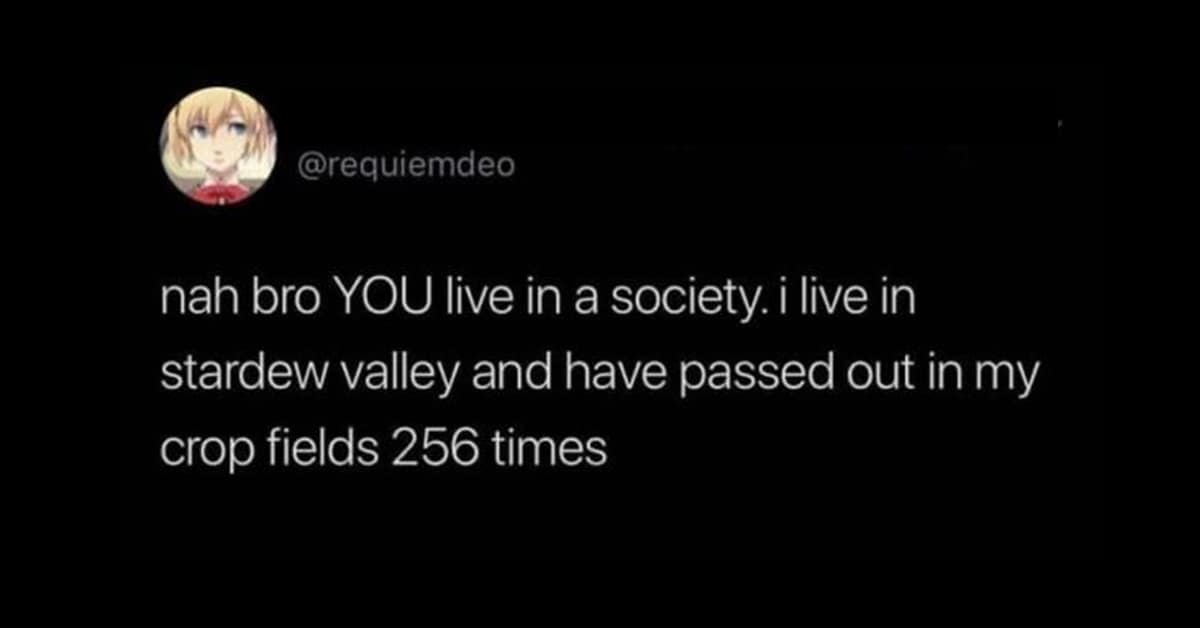 @requiemdeo
nah bro YOU live in a society. i live in
stardew valley and have passed out in my
crop fields 256 times